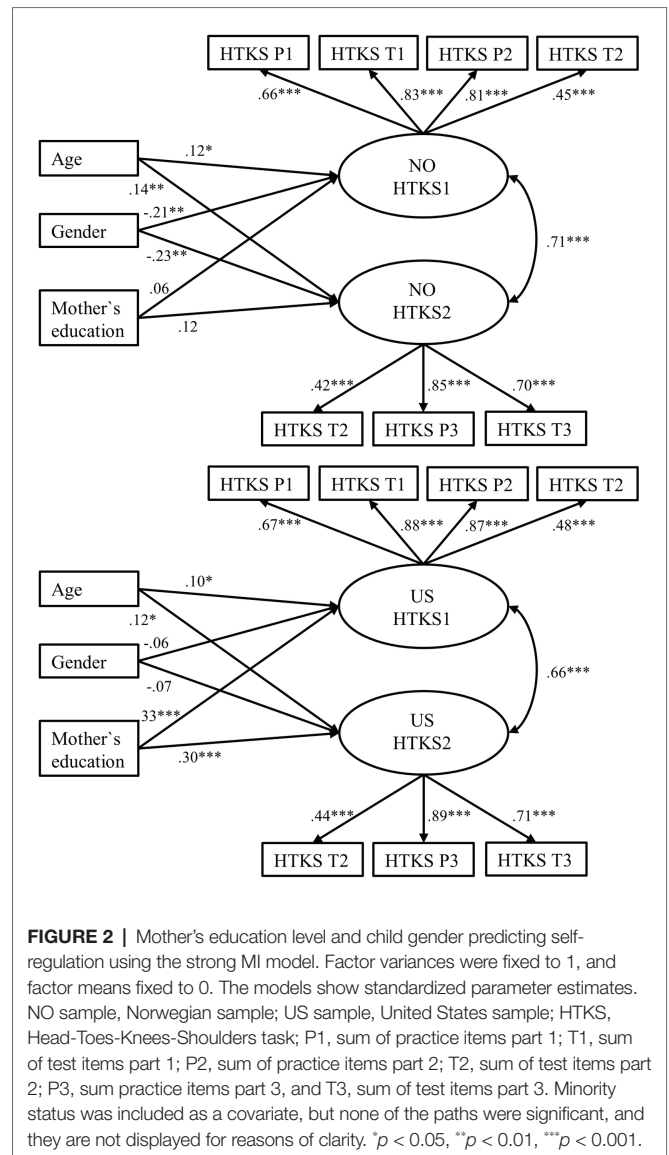 HTKS P1 HTKS T1 HTKS P2 HTKS T2
.66*** .83*** .81*** .45***
Age
.12*
NO
HTKS1
.14**
Gender
-.21**
-.23**
.71***
.06
NO
HTKS2
Mother`s
education
.12
.42*** .85*** .70***
HTKS T2 HTKS P3 HTKS T3
HTKS P1 HTKS T1 HTKS P2 HTKS T2
.67*** .88*** .87*** .48***
Age
.10*
US
HTKS1
.12*
Gender
-.06
-.07
.66***
33***
US
HTKS2
Mother`s
education
.30***
.44*** .89*** .71***
HTKS T2 HTKS P3 HTKS T3
FIGURE 2 | Mother's education level and child gender predicting self-
regulation using the strong MI model. Factor variances were fixed to 1, and
factor means fixed to 0. The models show standardized parameter estimates.
NO sample, Norwegian sample; US sample, United States sample; HTKS,
Head-Toes-Knees-Shoulders task; P1, sum of practice items part 1; T1, sum
of test items part 1; P2, sum of practice items part 2; T2, sum of test items part
2; P3, sum practice items part 3, and T3, sum of test items part 3. Minority
status was included as a covariate, but none of the paths were significant, and
they are not displayed for reasons of clarity. *p < 0.05, **p < 0.01, ***p < 0.001.